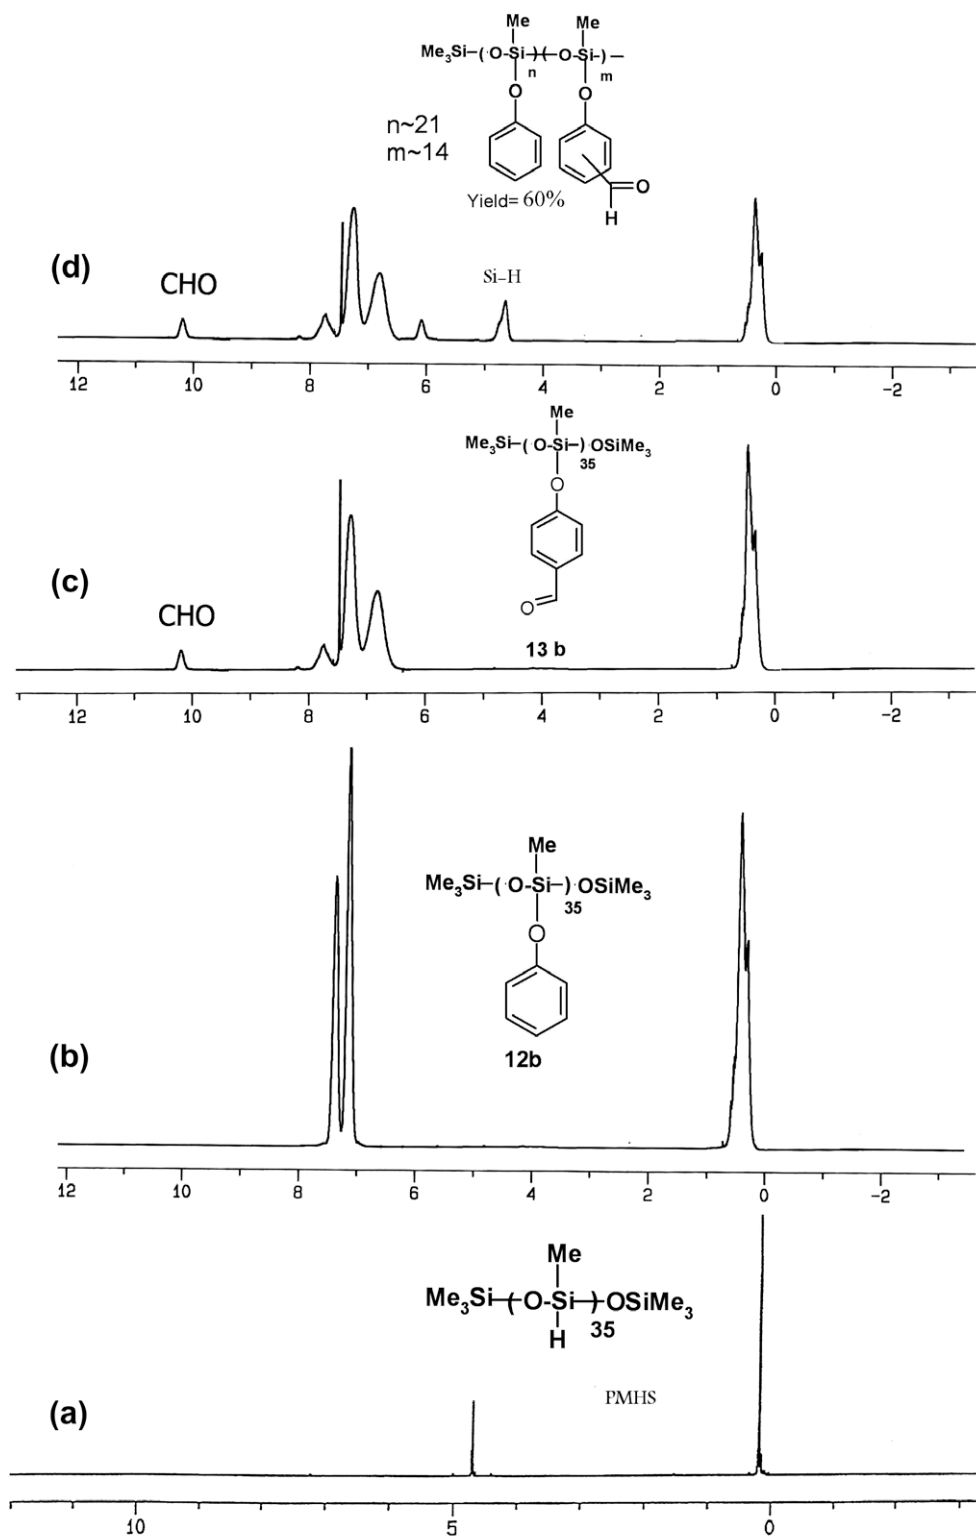 Me
Me
Me₃Si–( O-Si-)(-O-Si-) –
n
m
O
O
n~21
m~14
O
Yield= 60%
H
(d)
CHO
Si–H
12 10 8 6 4 2 0 -2
Me
Me₃Si–( O-Si–) OSiMe₃
35
O
(c)
CHO
O
13 b
12 10 8 6 4 2 0 -2
Me
Me₃Si–( O-Si–) OSiMe₃
35
O
(b)
12b
12 10 8 6 4 2 0 -2
Me
Me₃Si–( O-Si–) OSiMe₃
35
H
(a)
PMHS
10 5 0